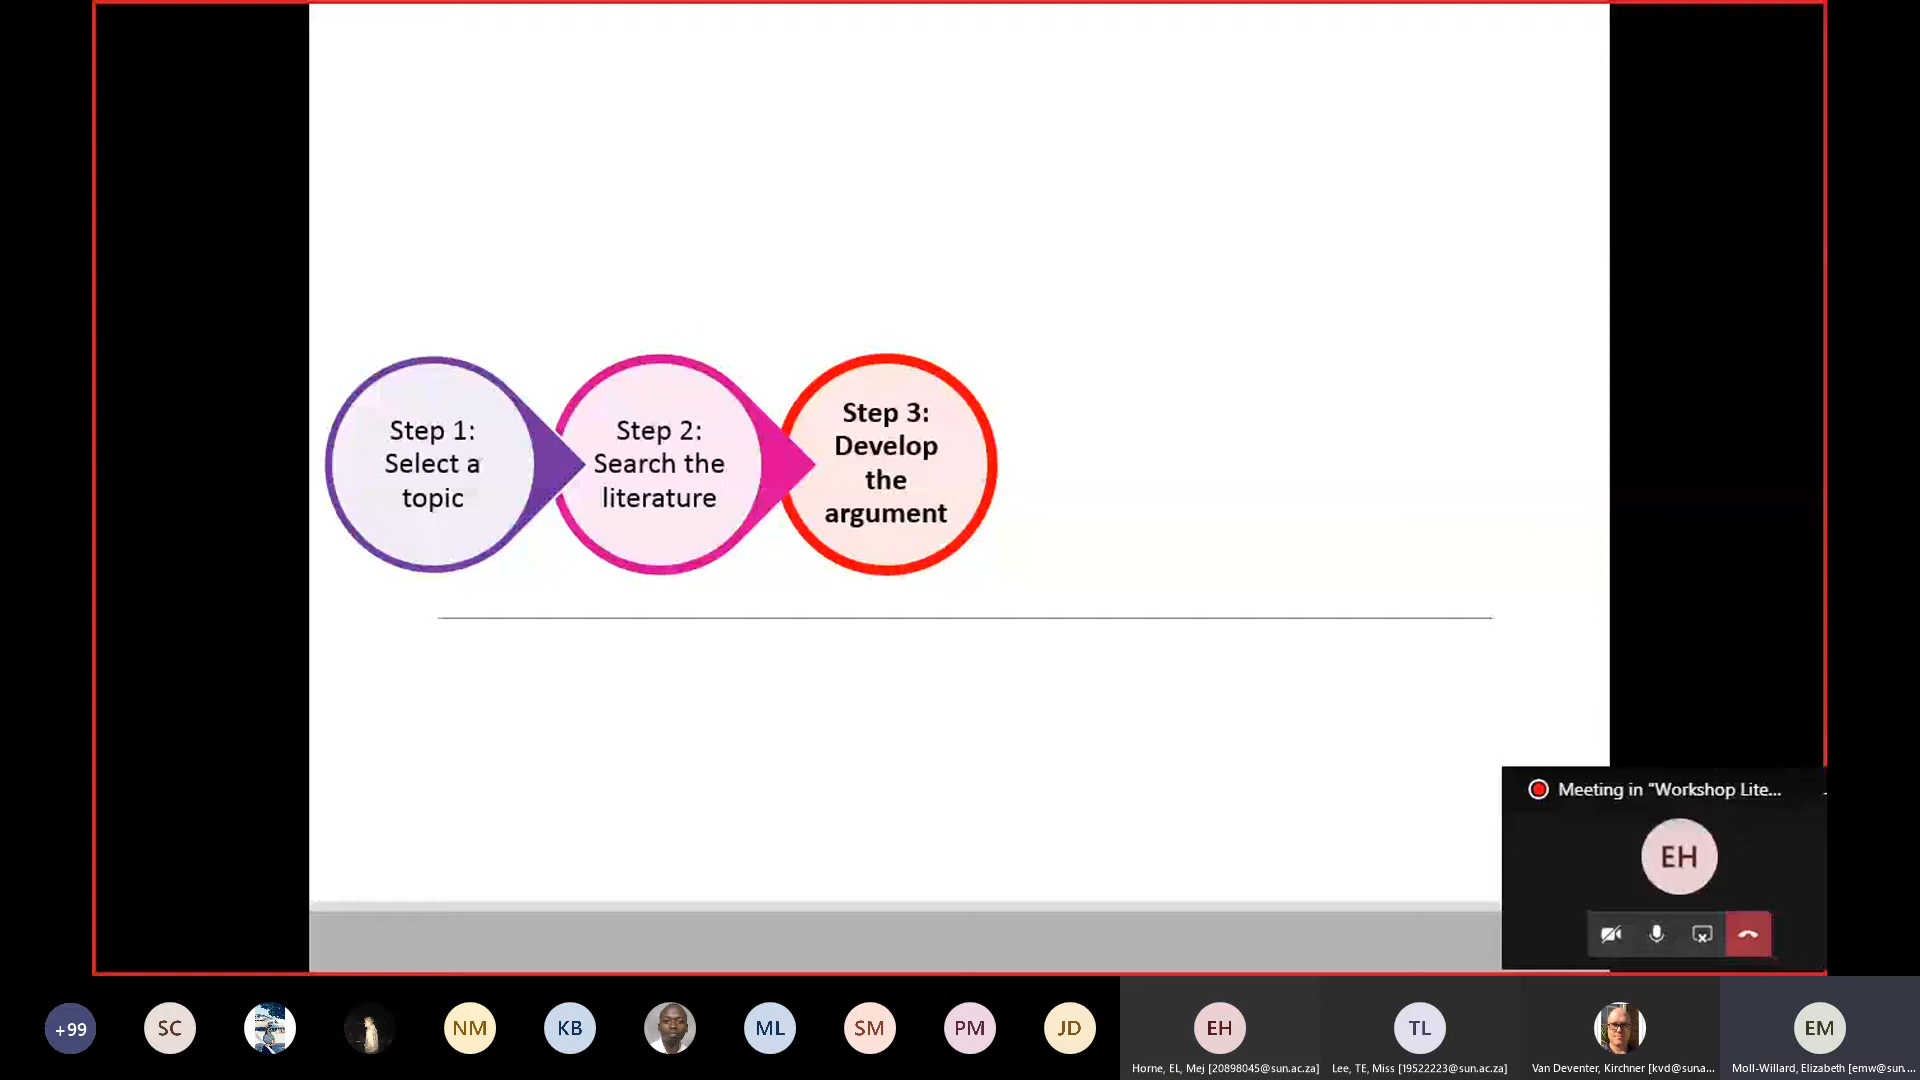 Step 1:
Select a
topic
Step 2:
Search the
literature
Step 3:
Develop
the
argument
Meeting in "Workshop Lite...
EH
+99
SC
NM
KB
ML
SM
PM
JD
EH
TL
EM
Horne, EL, Mej [20898045@sun.ac.za]
Lee, TE, Miss [19522223@sun.ac.za]
Van Deventer, Kirchner [kvd@suna...
Moll-Willard, Elizabeth [emw@sun....